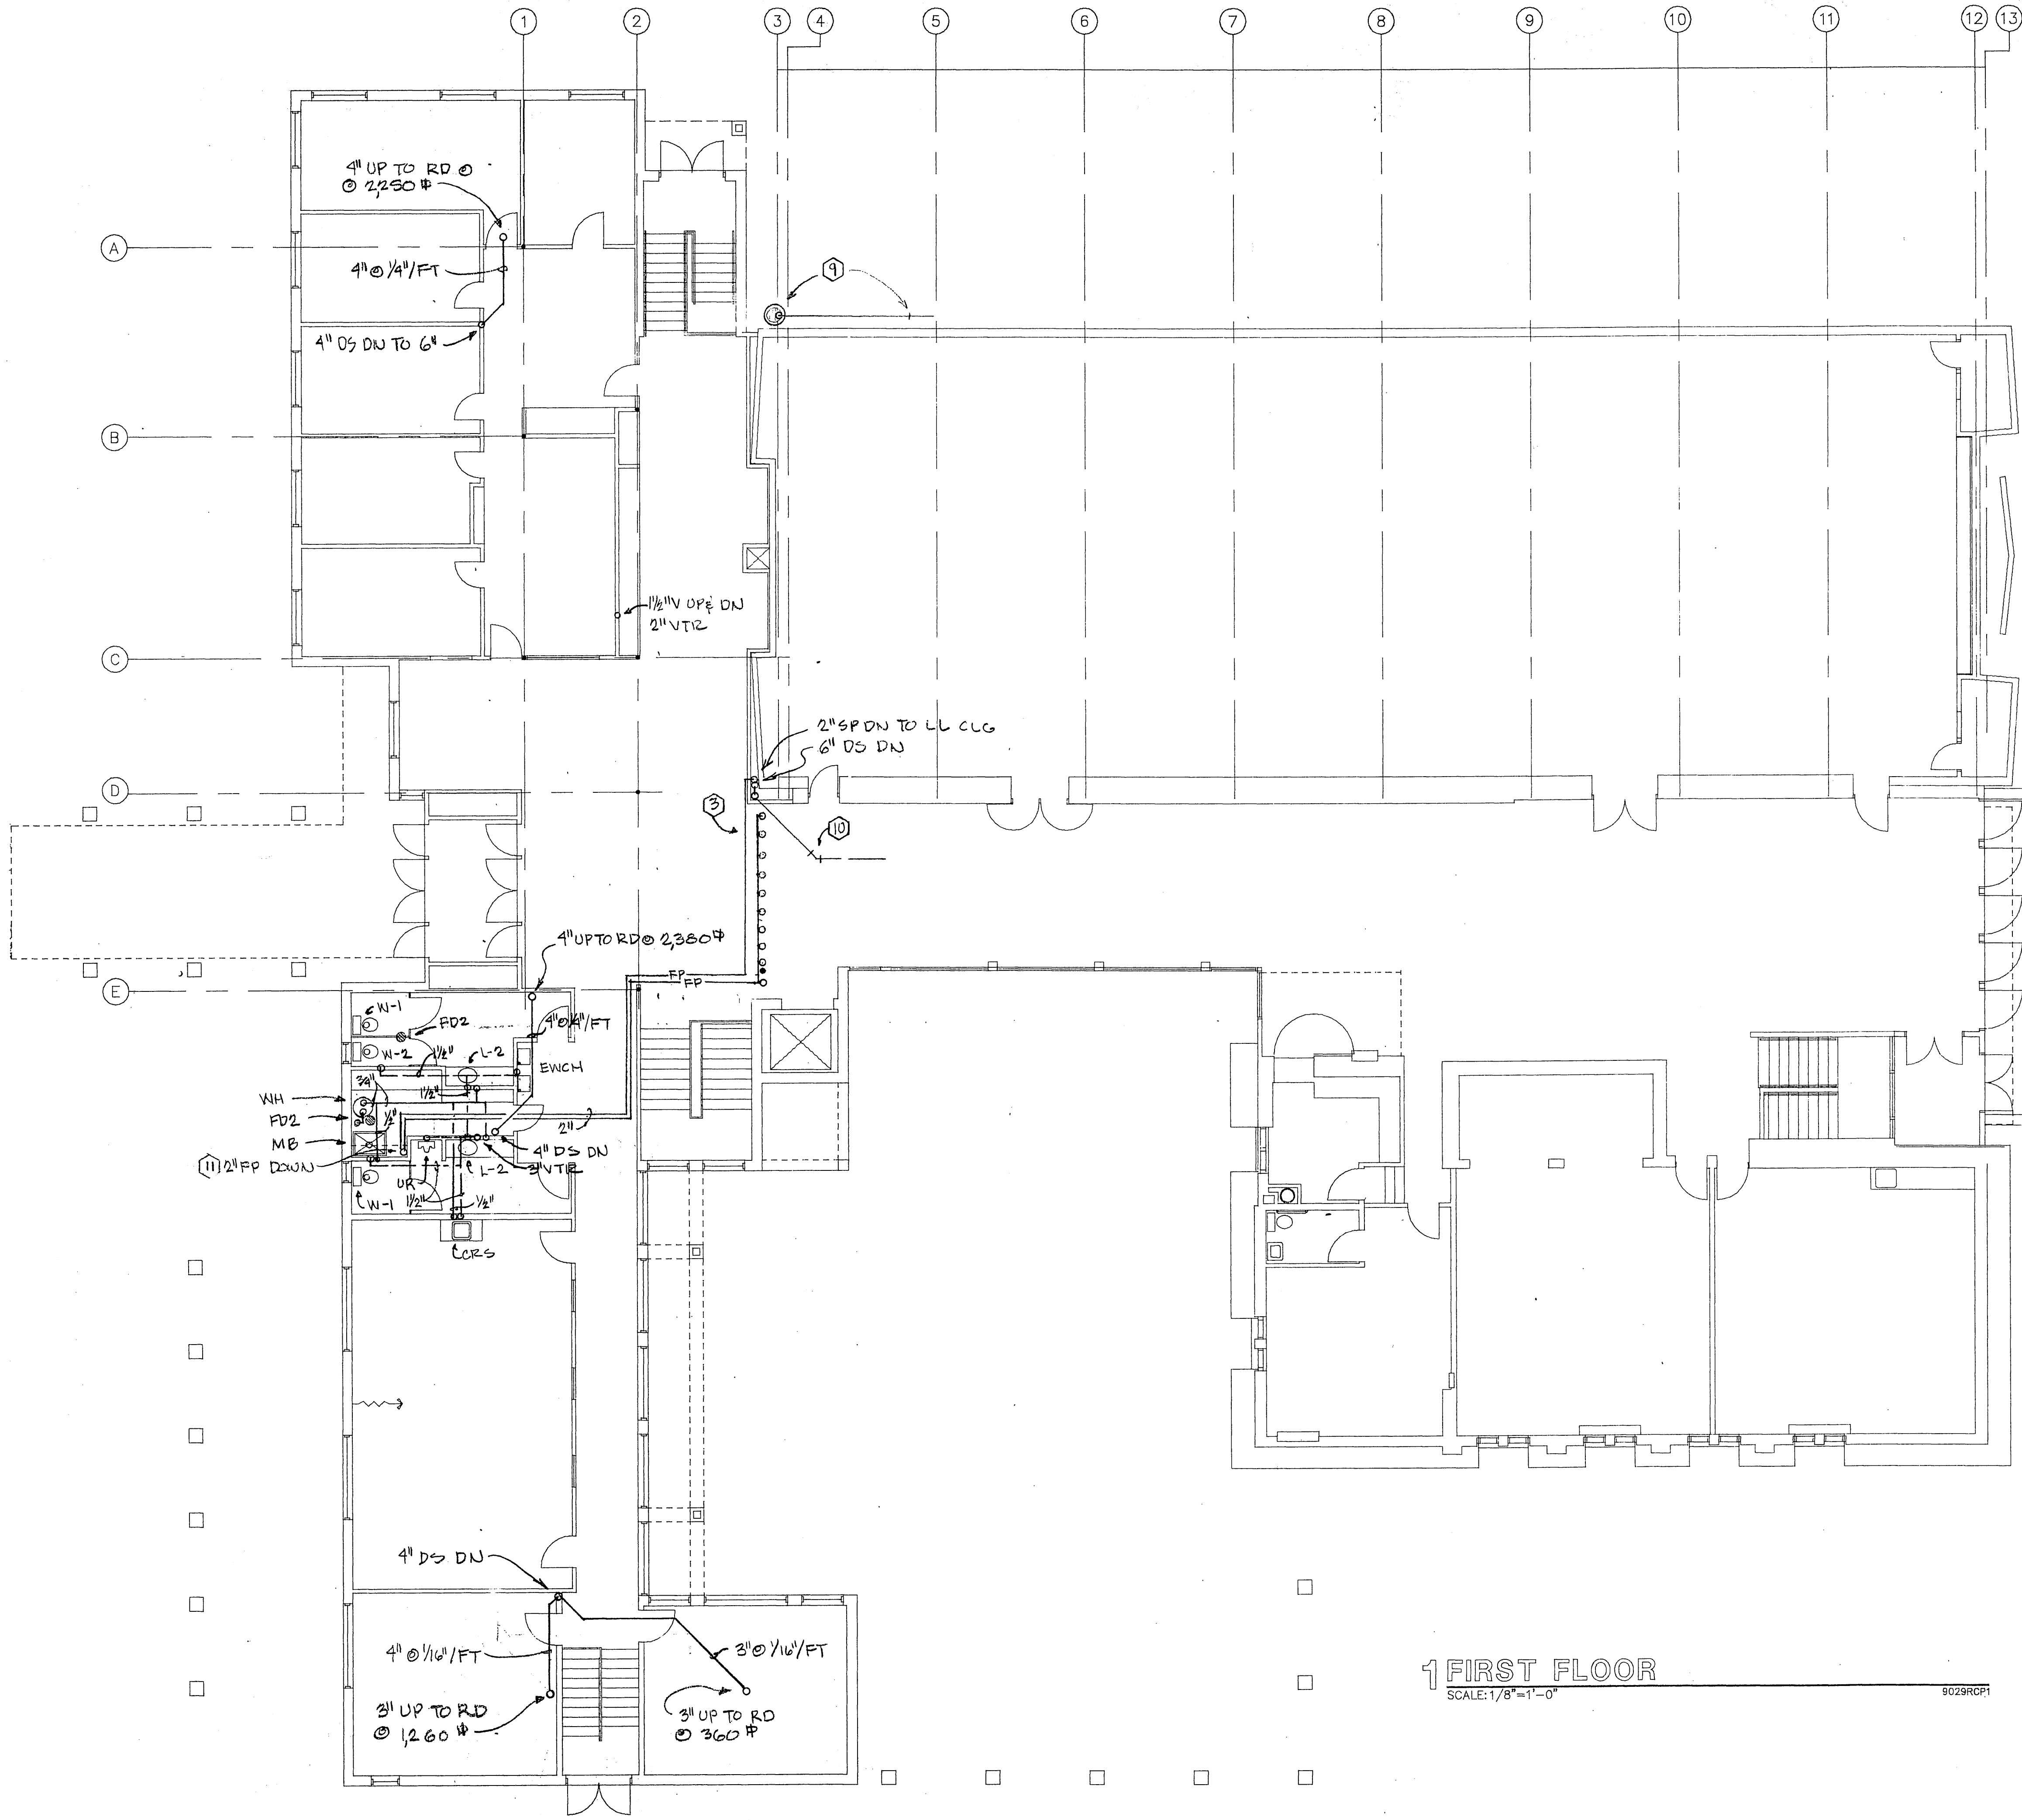 1 2 3 4 5 6 7 8 9 10 11 12 13
4" UP TO RD @
@ 2,250 #
A
9
4" @ 1/4"/FT
4" DS DN TO 6"
B
1 1/2" V UP & DN
2" VTR
C
2" SP DN TO LL CLG
6" DS DN
D
3
10
4" UP TO RD @ 2,380 #
FP
FP
E
W-1
FD2
4" @ 1/4"/FT
W-2
1 1/2"
L-2
EWCH
3/4"
1 1/2"
WH
FD2
1/2"
2"
MB
4" DS DN
11 2" FP DOWN
3" VTR
L-2
UR
W-1
1 1/2"
1/2"
CRS
4" DS DN
4" @ 1/16"/FT
3" @ 1/16"/FT
3" UP TO RD
@ 1,260 #
3" UP TO RD
@ 360 #
1 FIRST FLOOR
SCALE: 1/8"=1'-0"
9029RCP1